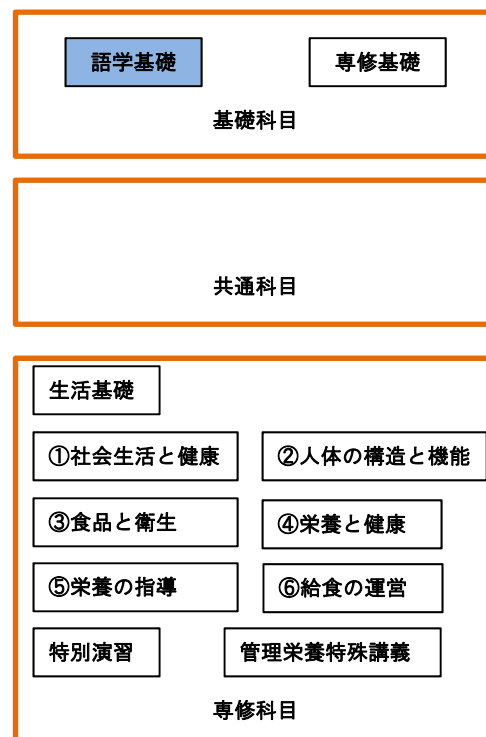 語学基礎 専修基礎
基礎科目
共通科目
生活基礎
①社会生活と健康 ②人体の構造と機能
③食品と衛生 ④栄養と健康
⑤栄養の指導 ⑥給食の運営
特別演習 管理栄養特殊講義
専修科目